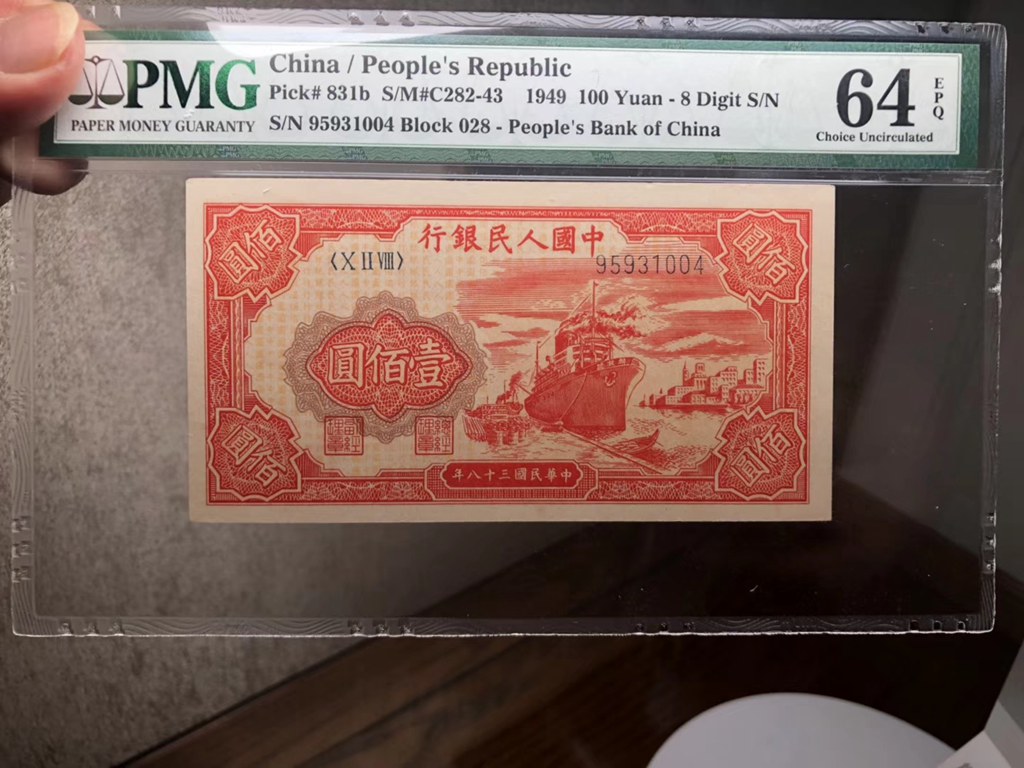 PMG
PAPER MONEY GUARANTY
China / People's Republic
Pick# 831b S/M#C282-43 1949 100 Yuan - 8 Digit S/N
S/N 95931004 Block 028 - People's Bank of China
64
EPQ
Choice Uncirculated
行銀民人國中
〈X II VIII〉
95931004
圓佰
圓佰
圓佰壹
圓佰
圓佰
年八十三國民華中